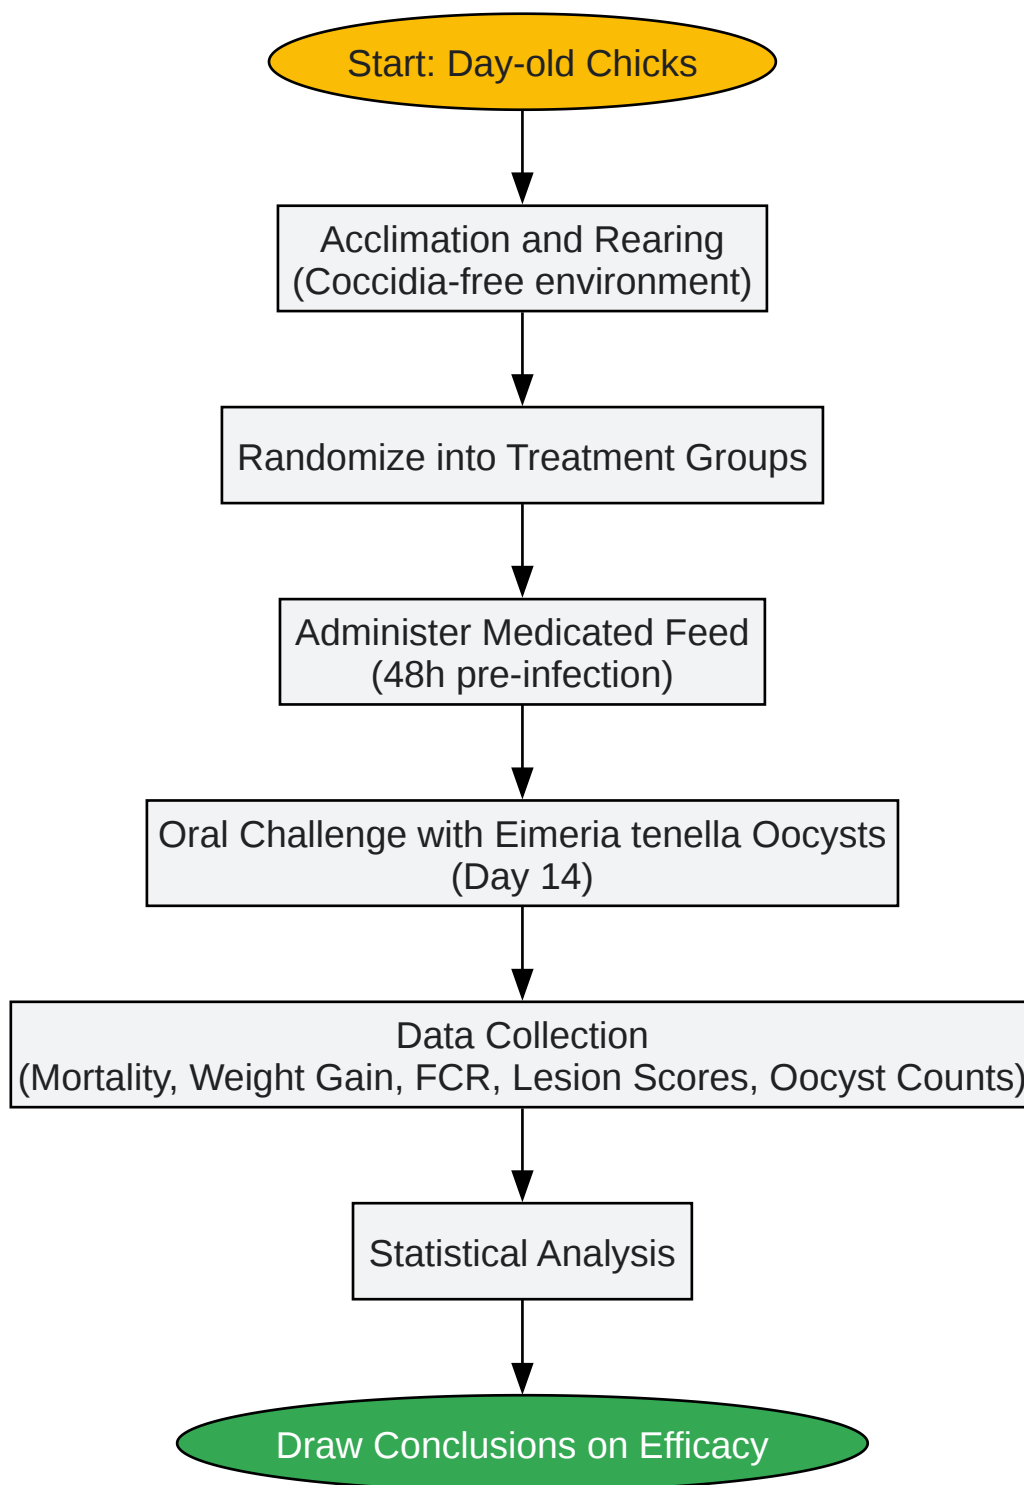 Start: Day-old Chicks
Acclimation and Rearing
(Coccidia-free environment)
Randomize into Treatment Groups
Administer Medicated Feed
(48h pre-infection)
Oral Challenge with Eimeria tenella Oocysts
(Day 14)
Data Collection
(Mortality, Weight Gain, FCR, Lesion Scores, Oocyst Counts)
Statistical Analysis
Draw Conclusions on Efficacy